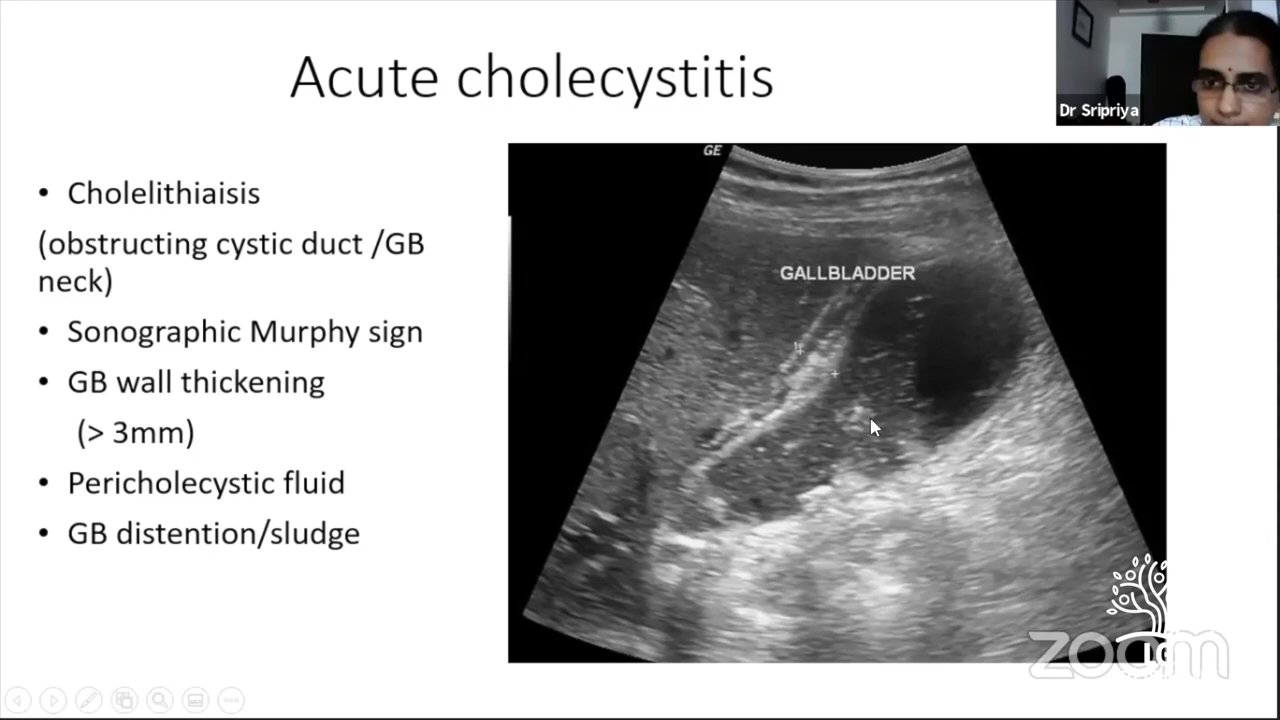 Acute cholecystitis
Dr Sripriya
• Cholelithiaisis
(obstructing cystic duct /GB
neck)
• Sonographic Murphy sign
• GB wall thickening
(> 3mm)
• Pericholecystic fluid
• GB distention/sludge
GE
GALLBLADDER
zoom